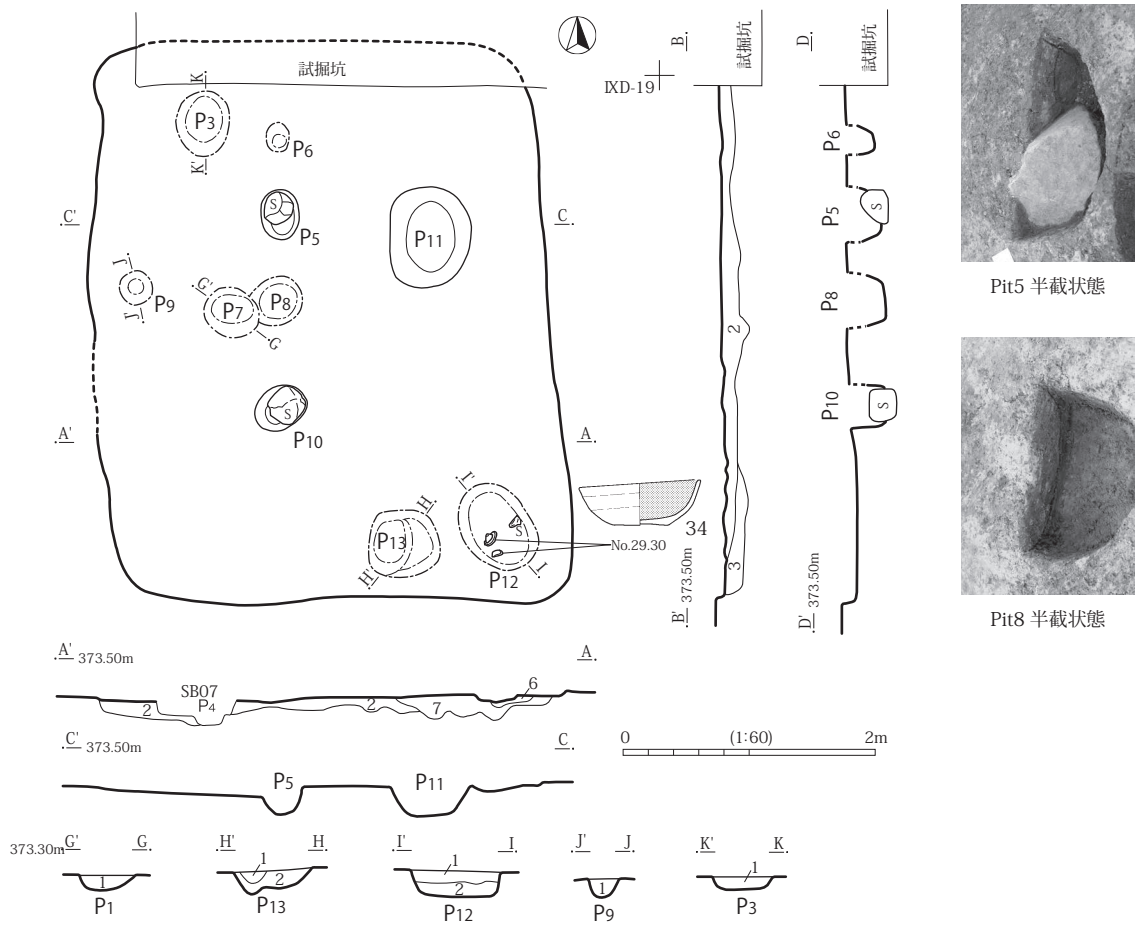 試掘坑
K
P3
K'
P6
S
P5
C'
C
P11
J'
J'
P9
G'
P7
P8
G
S
P10
A'
A
H
P13
H'
I'
S
P12
I
No.29.30
34
IXD-19
B
試掘坑
2
3
B' 373.50m
D
試掘坑
P6
P5
S
P8
P10
S
D' 373.50m
Pit5 半截状態
Pit8 半截状態
A' 373.50m
A
SB07
P4
2
2
7
6
C' 373.50m
C
P5
P11
0
(1:60)
2m
373.30m G'
G
1
P1
H'
H
1
2
P13
I'
I
1
2
P12
J'
J
1
P9
K'
K
1
P3